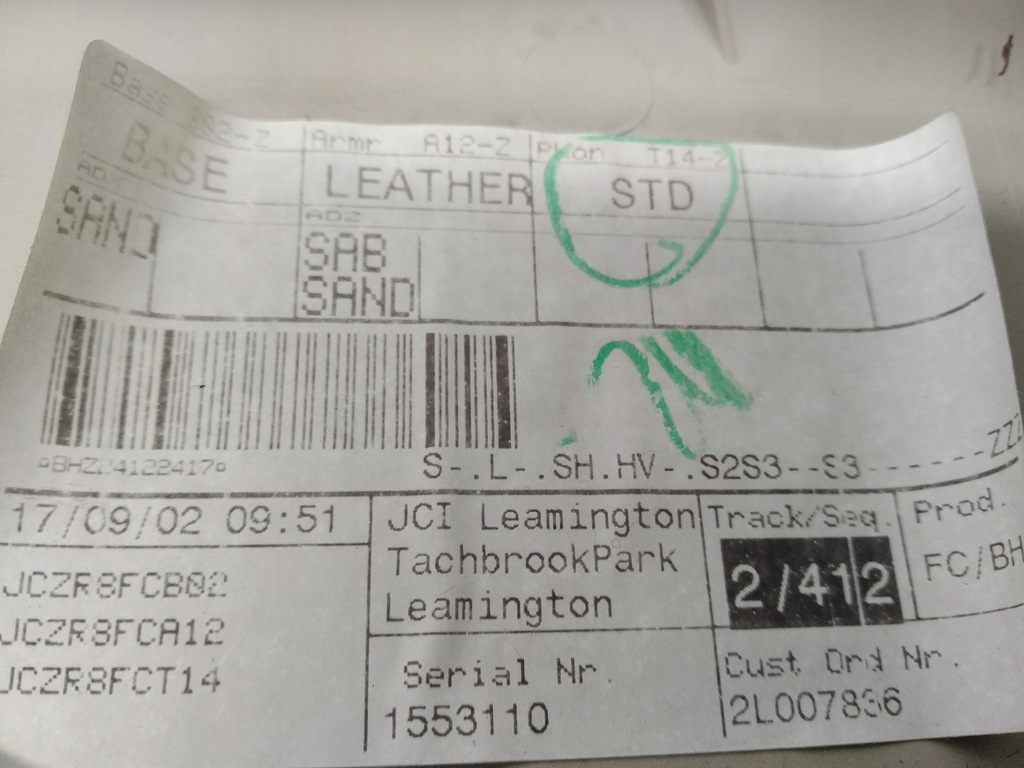 Base B02-Z Armr A12-Z T14-Z
BASE LEATHER STD
ADZ ADZ
SAND SAB
SAND
S-.L-.SH.HV-.S2S3--S3-------ZZZ
17/09/02 09:51 JCI Leamington Track/Seq. Prod.
TachbrookPark 2/412 FC/BH
JCZR8FCB02 Leamington
JCZR8FCA12
JCZR8FCT14 Serial Nr. Cust Ord Nr.
1553110 2L007836